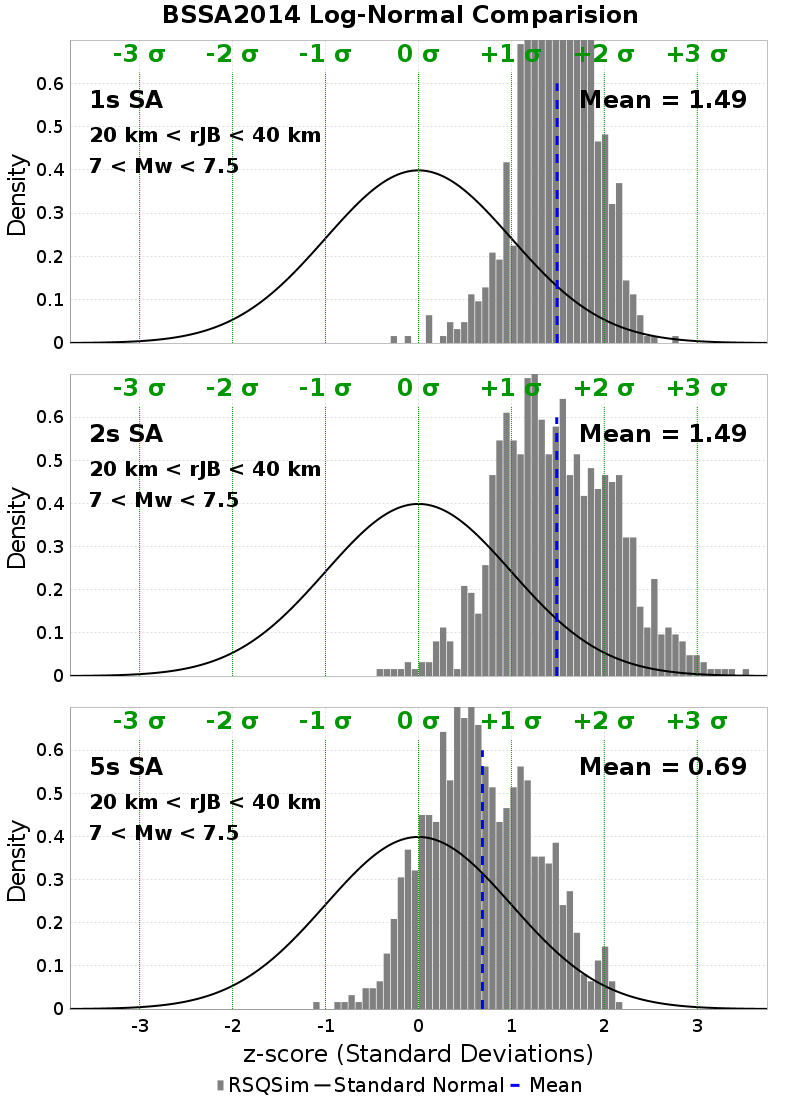 BSSA2014 Log-Normal Comparision
-3 σ -2 σ -1 σ 0 σ +1 σ +2 σ +3 σ
0.6
1s SA
Mean = 1.49
0.5
20 km < rJB < 40 km
7 < Mw < 7.5
0.4
0.3
0.2
0.1
0
Density
-3 σ -2 σ -1 σ 0 σ +1 σ +2 σ +3 σ
0.6
2s SA
Mean = 1.49
0.5
20 km < rJB < 40 km
7 < Mw < 7.5
0.4
0.3
0.2
0.1
0
Density
-3 σ -2 σ -1 σ 0 σ +1 σ +2 σ +3 σ
0.6
5s SA
Mean = 0.69
0.5
20 km < rJB < 40 km
7 < Mw < 7.5
0.4
0.3
0.2
0.1
0
Density
-3 -2 -1 0 1 2 3
z-score (Standard Deviations)
RSQSim Standard Normal Mean